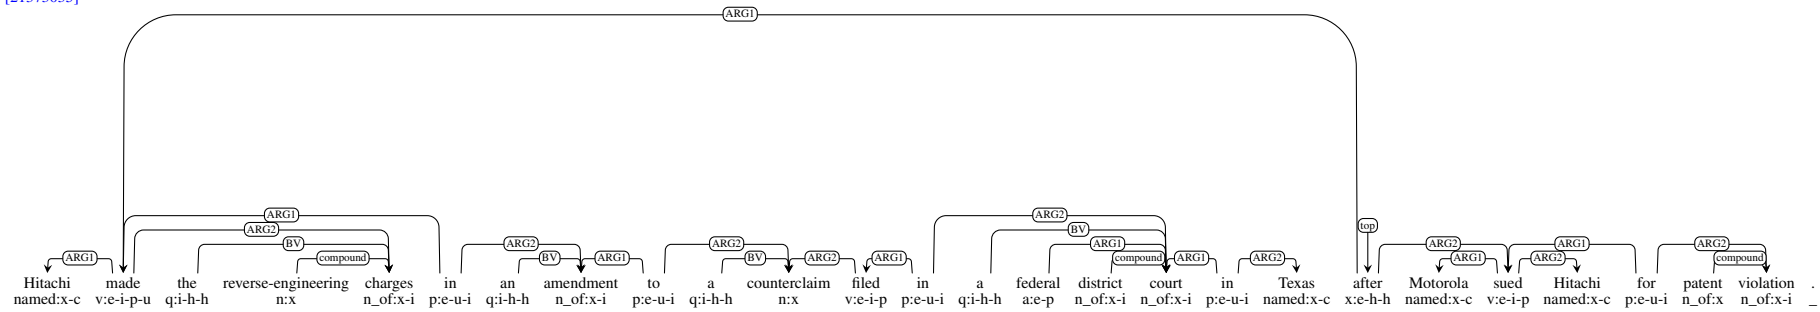 [21573055]
ARG1
top
ARG1 ARG2
ARG2 BV
BV ARG2 ARG2 ARG1 ARG2 ARG1 ARG2
ARG1 compound BV ARG1 BV ARG2 ARG1 compound ARG1 ARG2 ARG1 ARG2 compound
Hitachi made the reverse-engineering charges in an amendment to a counterclaim filed in a federal district court in Texas after Motorola sued Hitachi for patent violation .
named:x-c v:e-i-p-u q:i-h-h n:x n_of:x-i p:e-u-i q:i-h-h n_of:x-i p:e-u-i q:i-h-h n:x v:e-i-p p:e-u-i q:i-h-h a:e-p n_of:x-i n_of:x-i p:e-u-i named:x-c x:e-h-h named:x-c v:e-i-p named:x-c p:e-u-i n_of:x n_of:x-i _